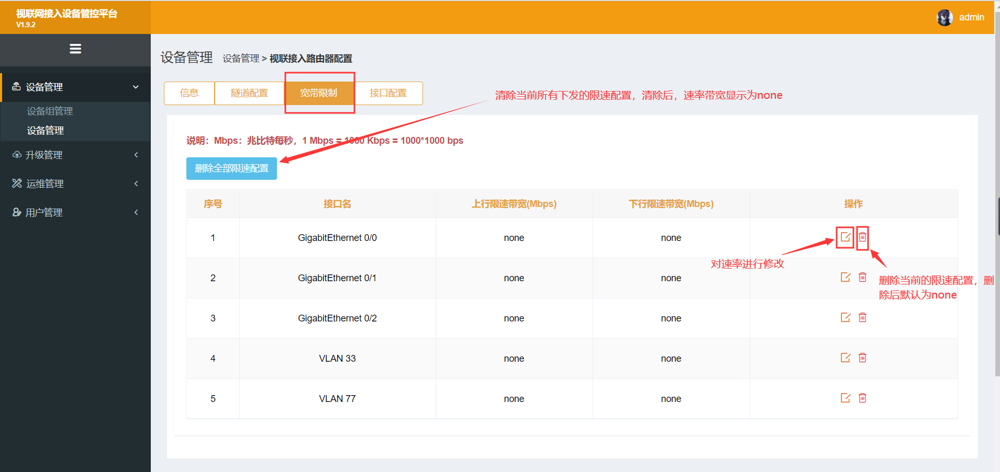 视联网接入设备管控平台
V1.9.2
admin
设备管理
设备组管理
设备管理
升级管理
运维管理
用户管理
设备管理 设备管理 > 视联接入路由器配置
信息 隧道配置 宽带限制 接口配置
清除当前所有下发的限速配置，清除后，速率带宽显示为none
说明：Mbps：兆比特每秒，1 Mbps = 1000 Kbps = 1000*1000 bps
删除全部限速配置
序号 接口名 上行限速带宽(Mbps) 下行限速带宽(Mbps) 操作
1 GigabitEthernet 0/0 none none
对速率进行修改
2 GigabitEthernet 0/1 none none
删除当前的限速配置，删
除后默认为none
3 GigabitEthernet 0/2 none none
4 VLAN 33 none none
5 VLAN 77 none none